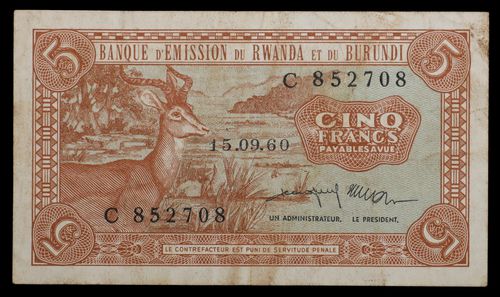 5 5
BANQUE D'EMISSION DU RWANDA ET DU BURUNDI
C 852708
CINQ
FRANCS
PAYABLES A VUE
15.09.60
C 852708
UN ADMINISTRATEUR. LE PRESIDENT.
5 5
LE CONTREFACTEUR EST PUNI DE SERVITUDE PENALE